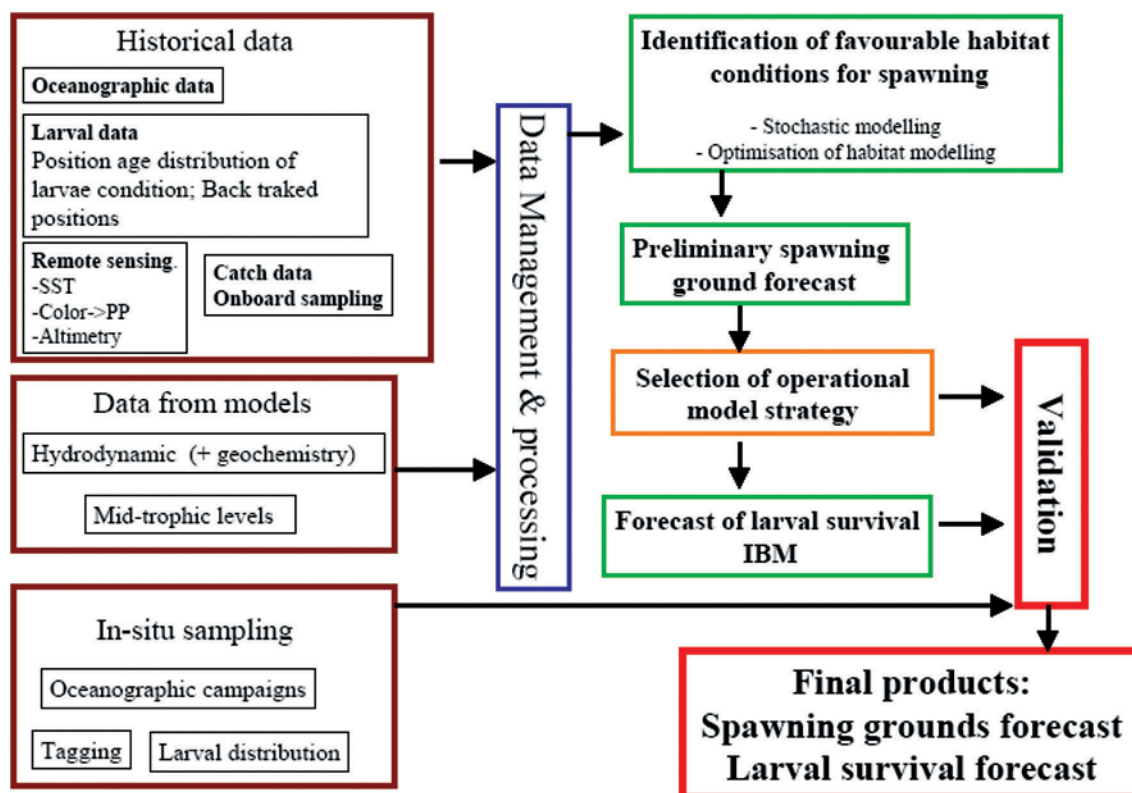 Historical data
Oceanographic data
Larval data
Position age distribution of
larvae condition; Back traked
positions
Remote sensing.
-SST
-Color->PP
-Altimetry
Catch data
Onboard sampling
Data from models
Hydrodynamic (+ geochemistry)
Mid-trophic levels
In-situ sampling
Oceanographic campaigns
Tagging
Larval distribution
Data Management & processing
Identification of favourable habitat
conditions for spawning
- Stochastic modelling
- Optimisation of habitat modelling
Preliminary spawning
ground forecast
Selection of operational
model strategy
Forecast of larval survival
IBM
Validation
Final products:
Spawning grounds forecast
Larval survival forecast